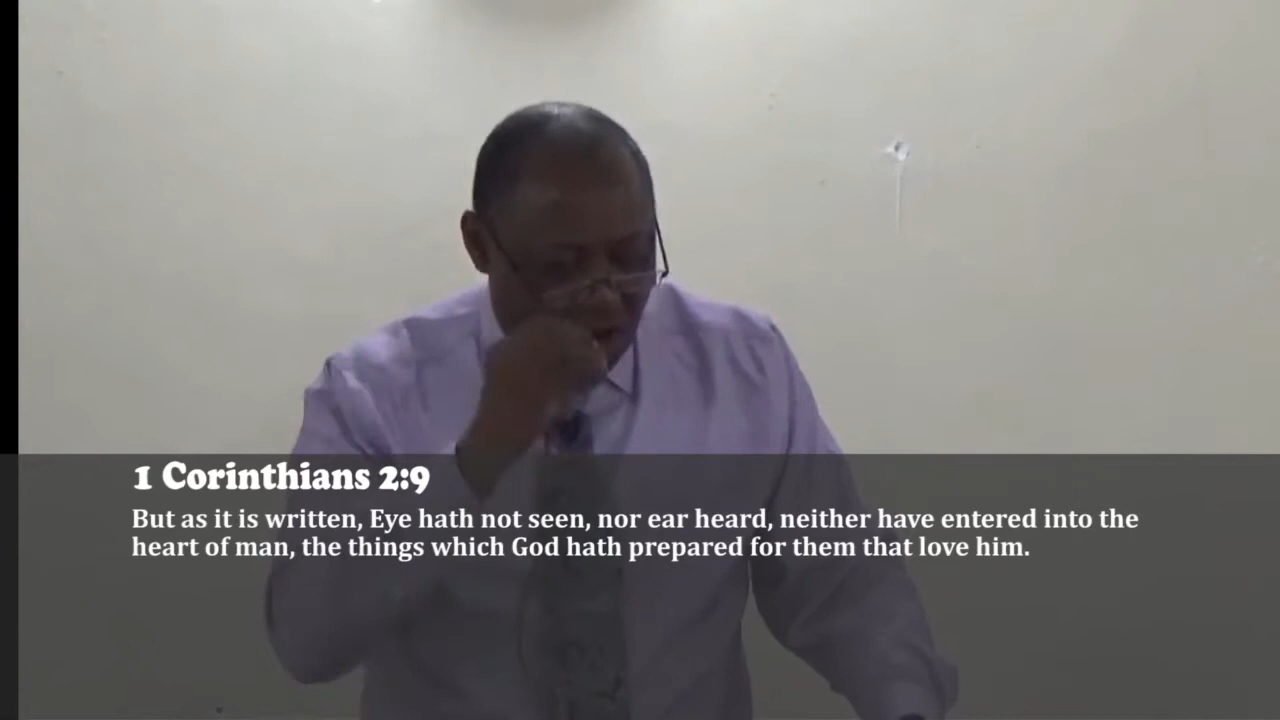 1 Corinthians 2:9
But as it is written, Eye hath not seen, nor ear heard, neither have entered into the
heart of man, the things which God hath prepared for them that love him.